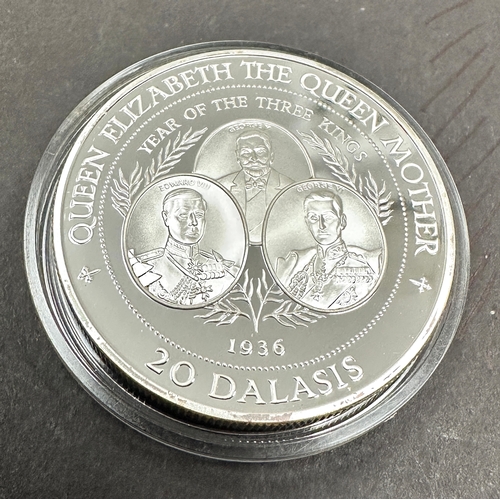 QUEEN ELIZABETH THE QUEEN MOTHER
YEAR OF THE THREE KINGS
GEORGE V
EDWARD VIII
GEORGE VI
1936
20 DALASIS